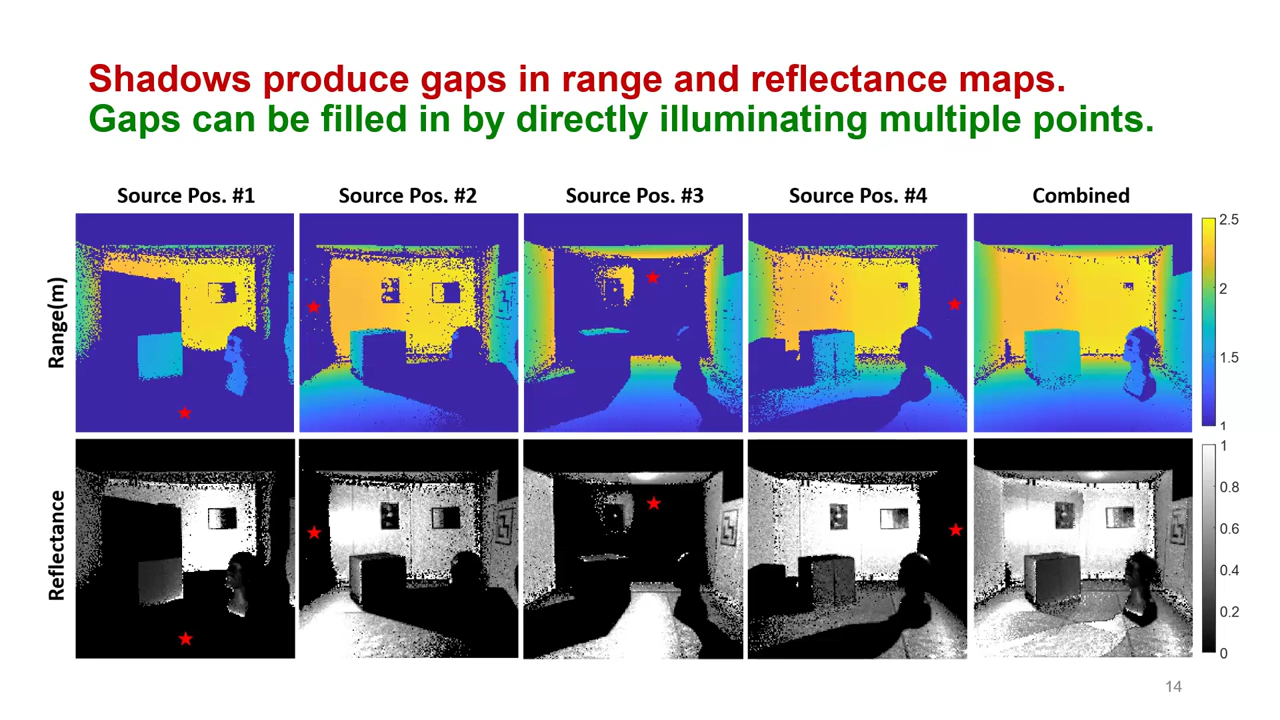 Shadows produce gaps in range and reflectance maps.
Gaps can be filled in by directly illuminating multiple points.
Source Pos. #1 Source Pos. #2 Source Pos. #3 Source Pos. #4 Combined
Range(m)
2.5
2
1.5
1
Reflectance
1
0.8
0.6
0.4
0.2
0
14